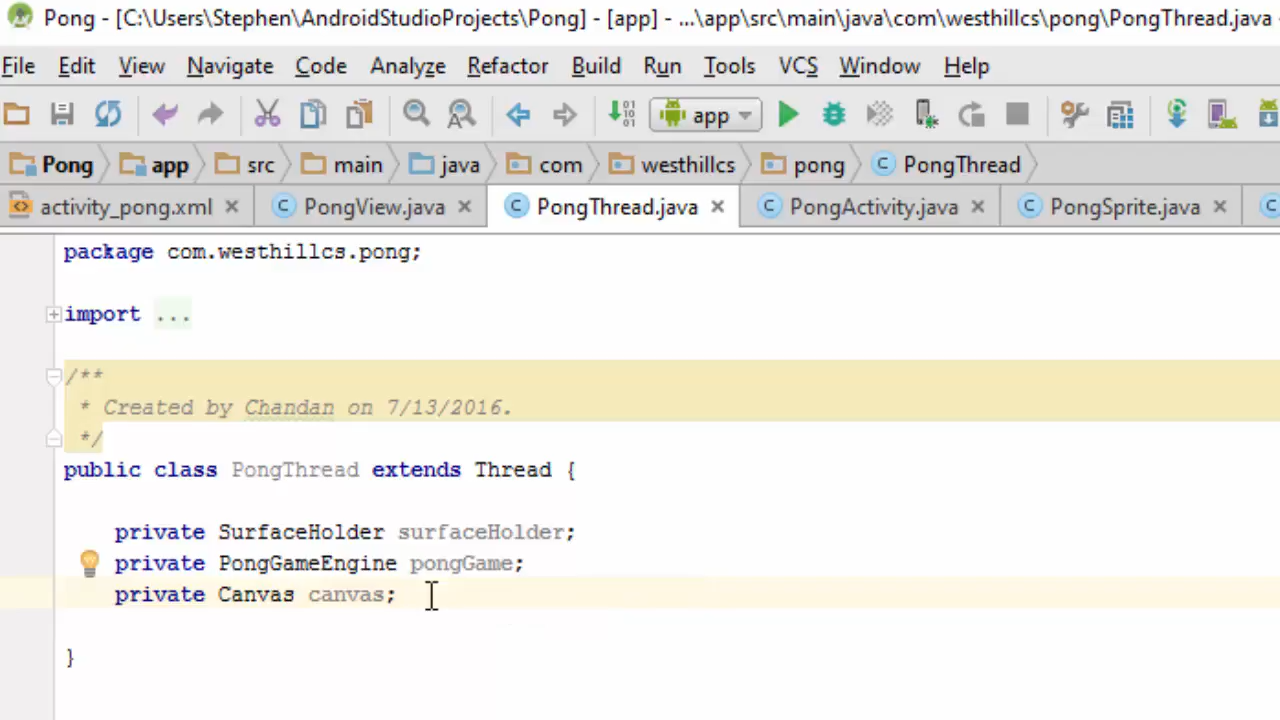 Pong - [C:\Users\Stephen\AndroidStudioProjects\Pong] - [app] - ...\app\src\main\java\com\westhillcs\pong\PongThread.java -
File Edit View Navigate Code Analyze Refactor Build Run Tools VCS Window Help
app
Pong app src main java com westhillcs pong PongThread
activity_pong.xml PongView.java PongThread.java PongActivity.java PongSprite.java
package com.westhillcs.pong;
import ...
/**
* Created by Chandan on 7/13/2016.
*/
public class PongThread extends Thread {
private SurfaceHolder surfaceHolder;
private PongGameEngine pongGame;
private Canvas canvas;
}